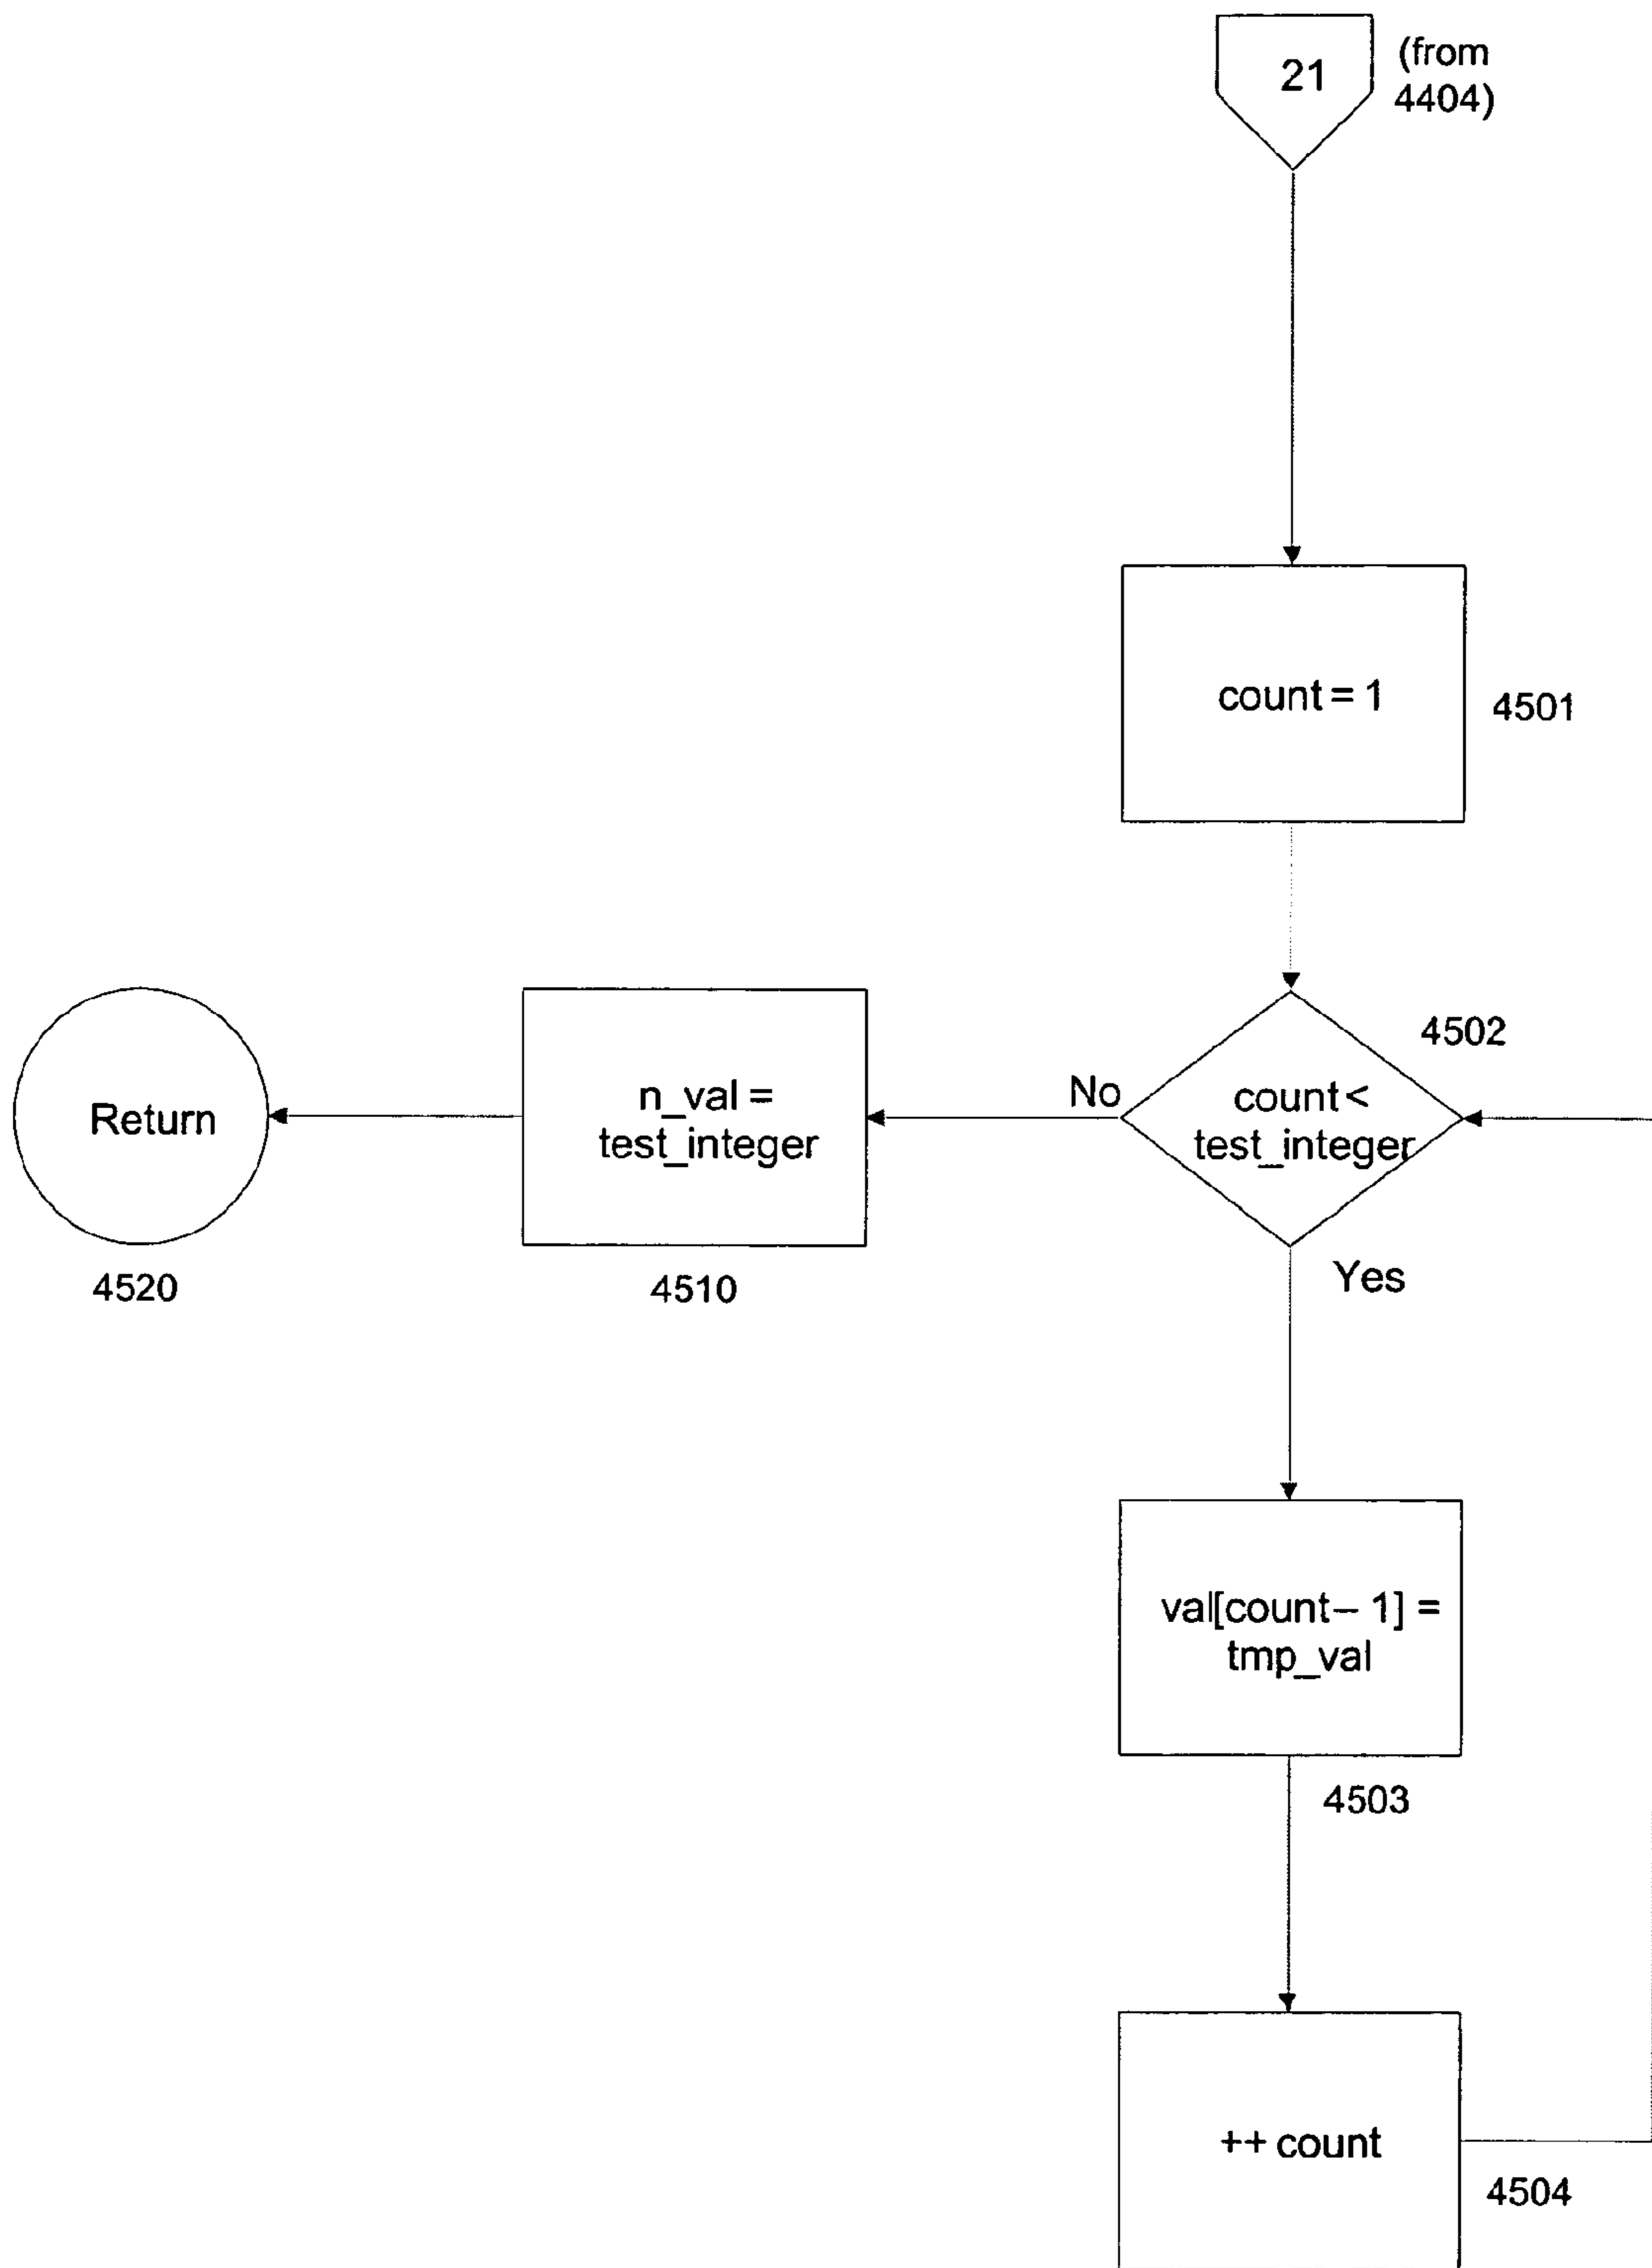 21
(from
4404)
count = 1
4501
4502
count <
test_integer
No
Yes
n_val =
test_integer
4510
Return
4520
val[count – 1] =
tmp_val
4503
++ count
4504